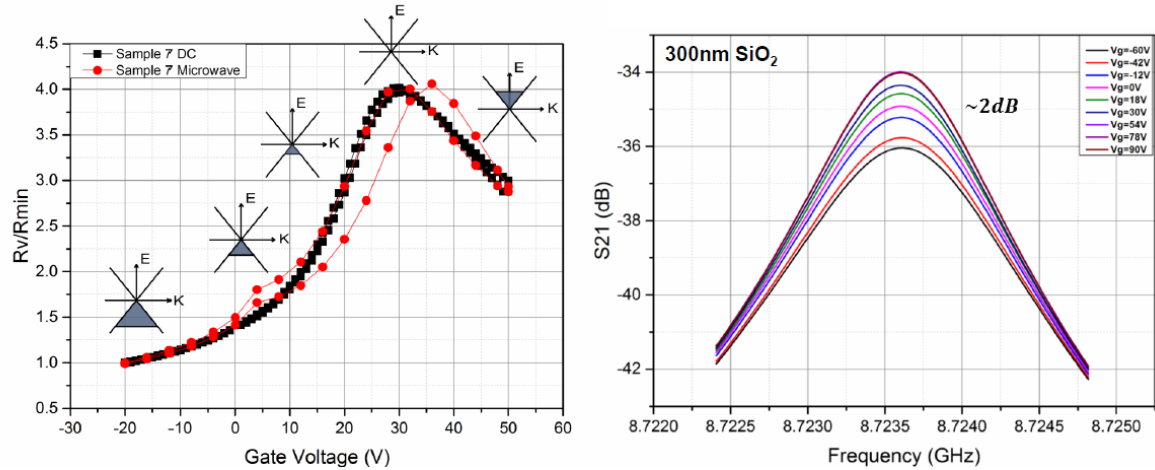 Rv/Rmin
4.5
4.0
3.5
3.0
2.5
2.0
1.5
1.0
0.5
Sample 7 DC
Sample 7 Microwave
E
K
E
K
E
K
E
K
E
K
-30
-20
-10
0
10
20
30
40
50
60
Gate Voltage (V)
S21 (dB)
-34
-36
-38
-40
-42
300nm SiO₂
~2dB
Vg=-60V
Vg=-42V
Vg=-12V
Vg=0V
Vg=18V
Vg=30V
Vg=54V
Vg=78V
Vg=90V
8.7220
8.7225
8.7230
8.7235
8.7240
8.7245
8.7250
Frequency (GHz)